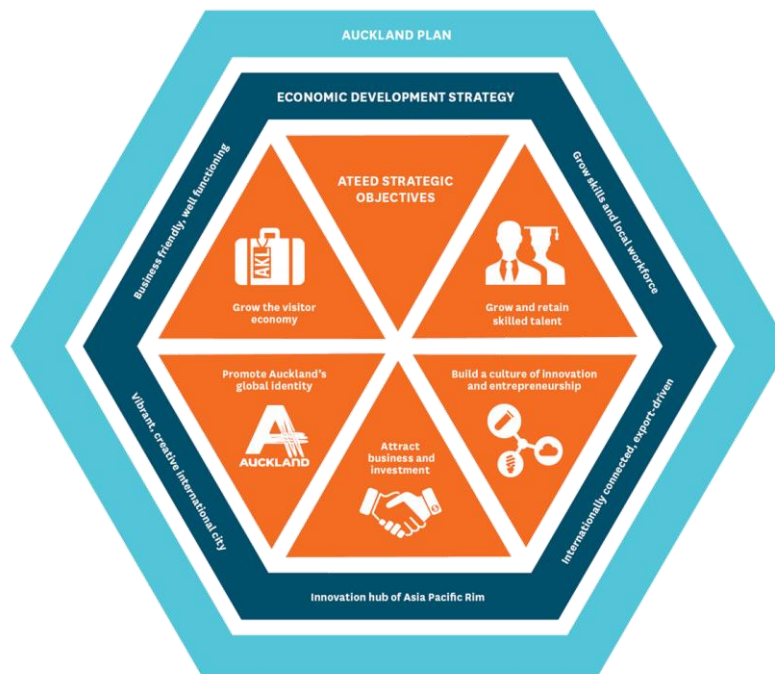 AUCKLAND PLAN
ECONOMIC DEVELOPMENT STRATEGY
Business friendly, well functioning
Grow skills and local workforce
ATEED STRATEGIC
OBJECTIVES
AKL
Grow the visitor
economy
Grow and retain
skilled talent
Promote Auckland's
global identity
AUCKLAND
Attract
business and
investment
Build a culture of innovation
and entrepreneurship
Vibrant, creative international city
Internationally connected, export-driven
Innovation hub of Asia Pacific Rim